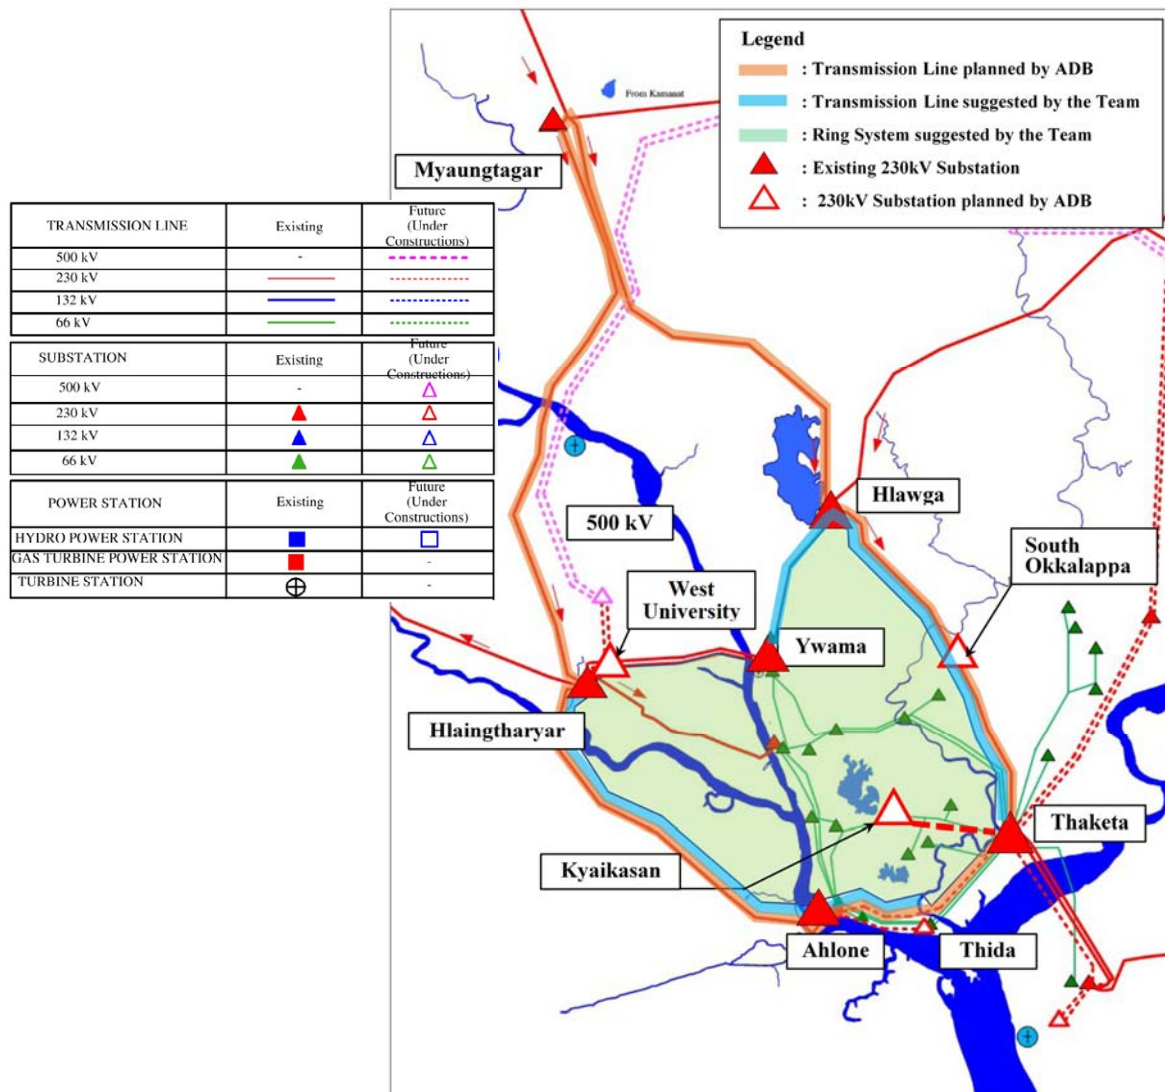 Legend
: Transmission Line planned by ADB
: Transmission Line suggested by the Team
: Ring System suggested by the Team
: Existing 230kV Substation
: 230kV Substation planned by ADB
From Kamanat
Myaungtagar
TRANSMISSION LINE Existing Future
(Under
Constructions)
500 kV -
230 kV
132 kV
66 kV
SUBSTATION Existing Future
(Under
Constructions)
500 kV -
230 kV
132 kV
66 kV
POWER STATION Existing Future
(Under
Constructions)
HYDRO POWER STATION
GAS TURBINE POWER STATION -
TURBINE STATION -
Hlawga
500 kV
South
Okkalappa
West
University
Ywama
Hlaingtharyar
Thaketa
Kyaikasan
Ahlone
Thida